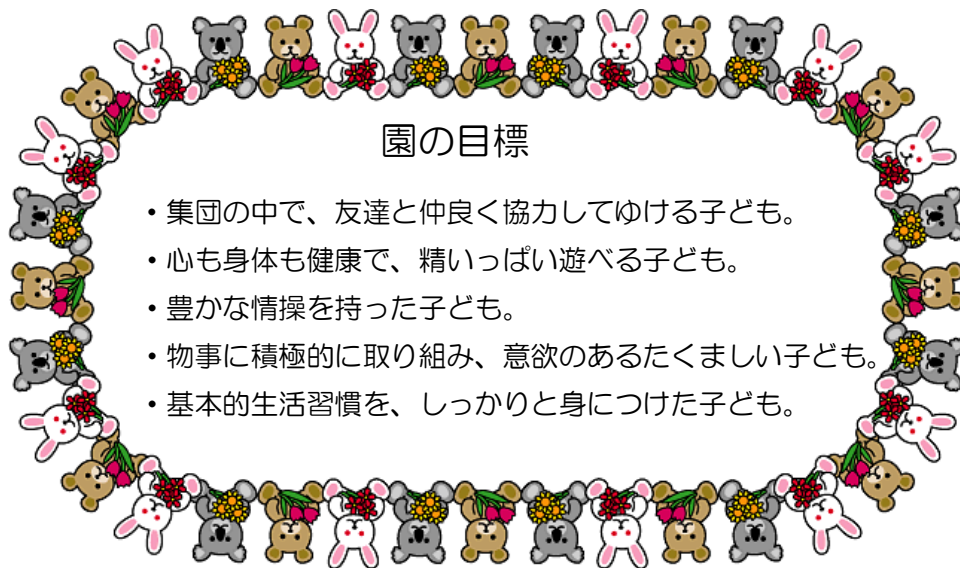 園の目標
・集団の中で、友達と仲良く協力してゆける子ども。
・心も身体も健康で、精いっぱい遊べる子ども。
・豊かな情操を持った子ども。
・物事に積極的に取り組み、意欲のあるたくましい子ども。
・基本的生活習慣を、しっかりと身につけた子ども。